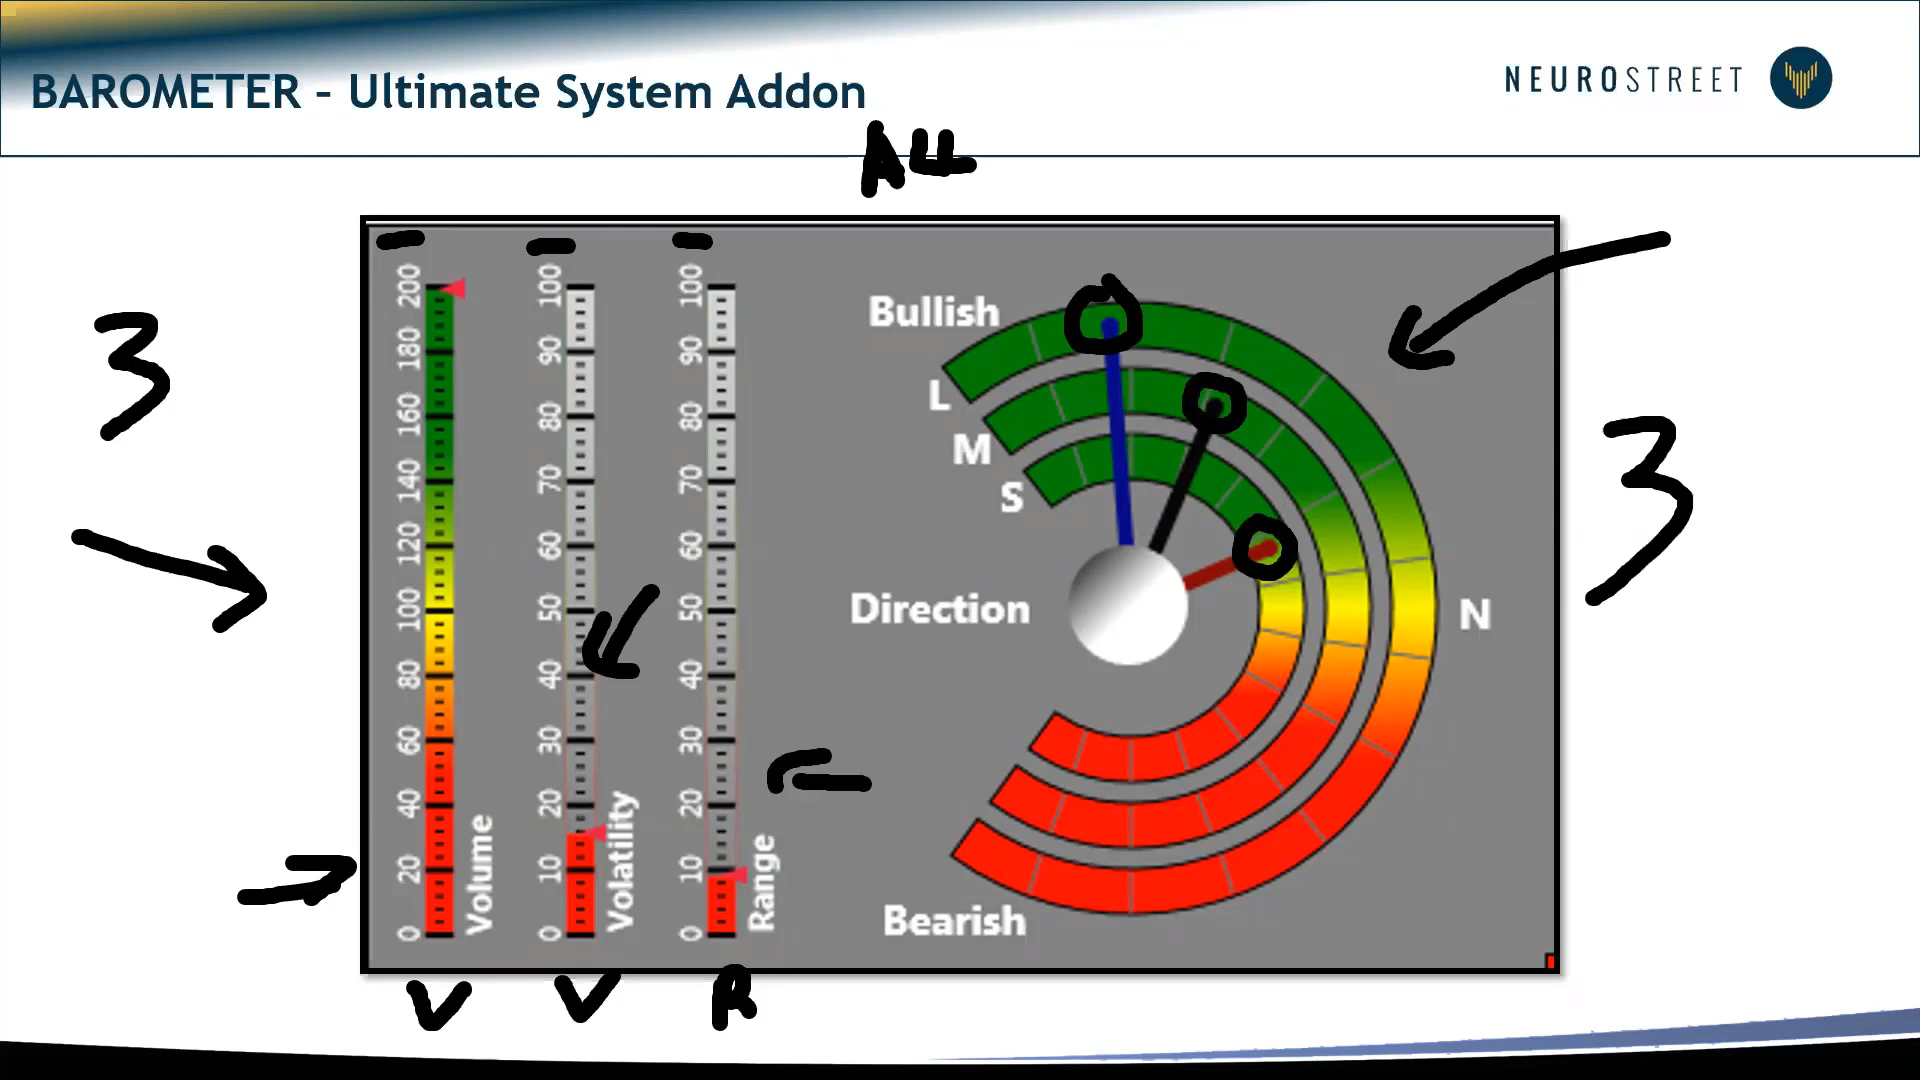 BAROMETER – Ultimate System Addon
NEUROSTREET
ALL
3
3
200
180
160
140
120
100
80
60
40
20
0
Volume
100
90
80
70
60
50
40
30
20
10
0
Volatility
100
90
80
70
60
50
40
30
20
10
0
Range
Bullish
L
M
S
Direction
N
Bearish
V
V
R